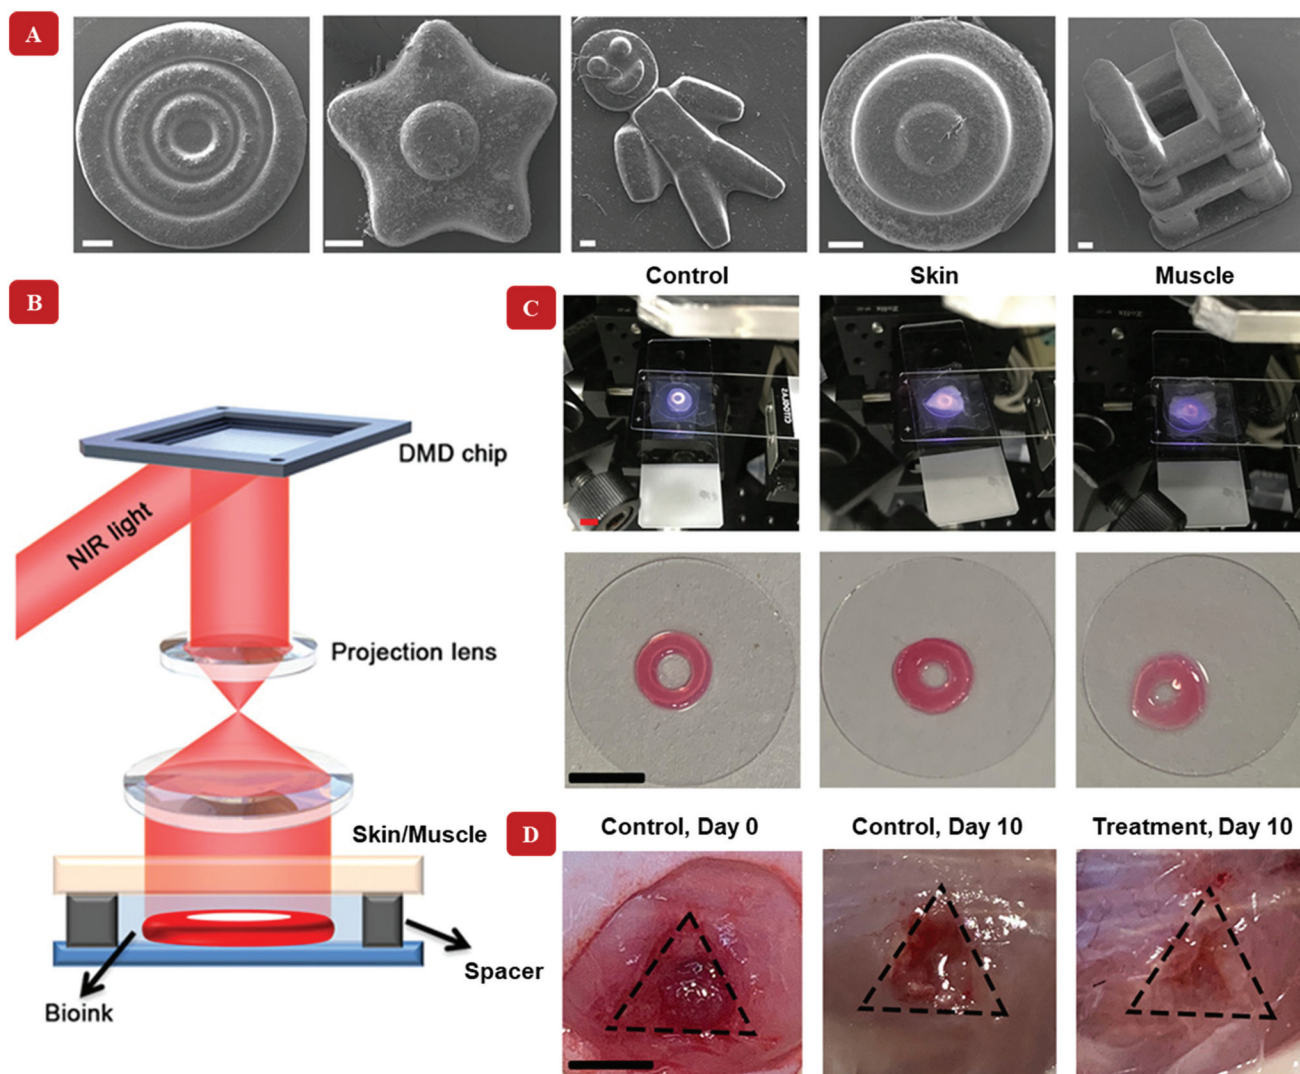 A
Control
Skin
Muscle
B
C
DMD chip
NIR light
Projection lens
Skin/Muscle
Spacer
Bioink
D
Control, Day 0
Control, Day 10
Treatment, Day 10